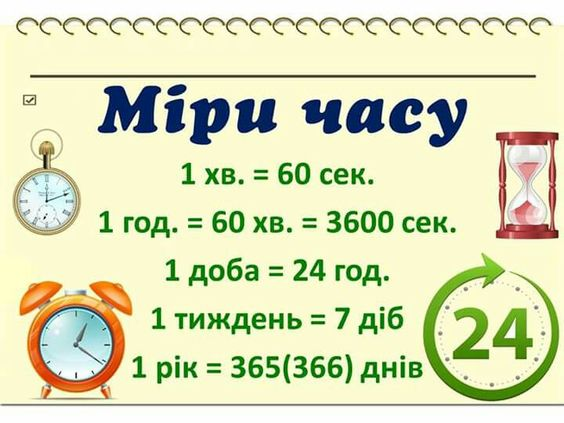 Міри часу
1 хв. = 60 сек.
1 год. = 60 хв. = 3600 сек.
1 доба = 24 год.
1 тиждень = 7 діб
24
1 рік = 365(366) днів